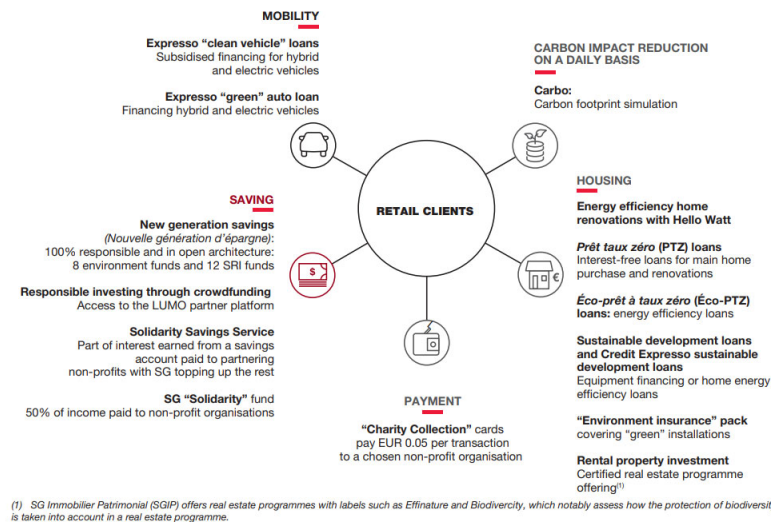 MOBILITY
Expresso “clean vehicle” loans
Subsidised financing for hybrid
and electric vehicles
Expresso “green” auto loan
Financing hybrid and electric vehicles
CARBON IMPACT REDUCTION
ON A DAILY BASIS
Carbo:
Carbon footprint simulation
RETAIL CLIENTS
SAVING
New generation savings
(Nouvelle génération d’épargne):
100% responsible and in open architecture:
8 environment funds and 12 SRI funds
Responsible investing through crowdfunding
Access to the LUMO partner platform
Solidarity Savings Service
Part of interest earned from a savings
account paid to partnering
non-profits with SG topping up the rest
SG “Solidarity” fund
50% of income paid to non-profit organisations
$
€
HOUSING
Energy efficiency home
renovations with Hello Watt
Prêt taux zéro (PTZ) loans
Interest-free loans for main home
purchase and renovations
Éco-prêt à taux zéro (Éco-PTZ)
loans: energy efficiency loans
Sustainable development loans
and Credit Expresso sustainable
development loans
Equipment financing or home energy
efficiency loans
“Environment insurance” pack
covering “green” installations
Rental property investment
Certified real estate programme
offering(1)
PAYMENT
“Charity Collection” cards
pay EUR 0.05 per transaction
to a chosen non-profit organisation
(1) SG Immobilier Patrimonial (SGIP) offers real estate programmes with labels such as Effinature and Biodivercity, which notably assess how the protection of biodiversit
is taken into account in a real estate programme.